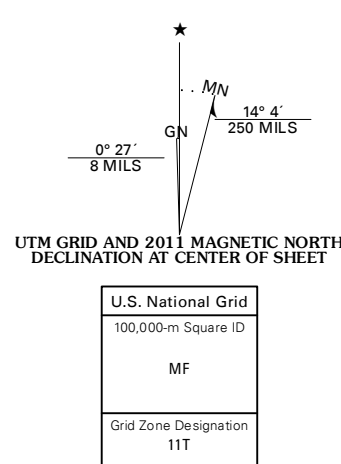 ★
MN
GN
14° 4´
250 MILS
0° 27´
8 MILS
UTM GRID AND 2011 MAGNETIC NORTH
DECLINATION AT CENTER OF SHEET
U.S. National Grid
100,000-m Square ID
MF
Grid Zone Designation
11T